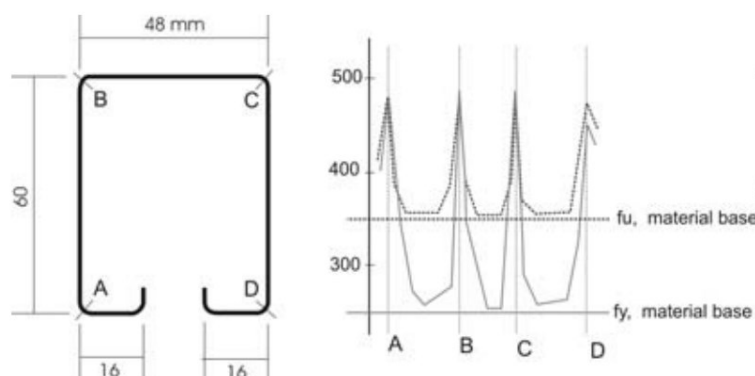 48 mm
B
C
60
A
D
16
16
500
400
300
fu, material base
fy, material base
A
B
C
D